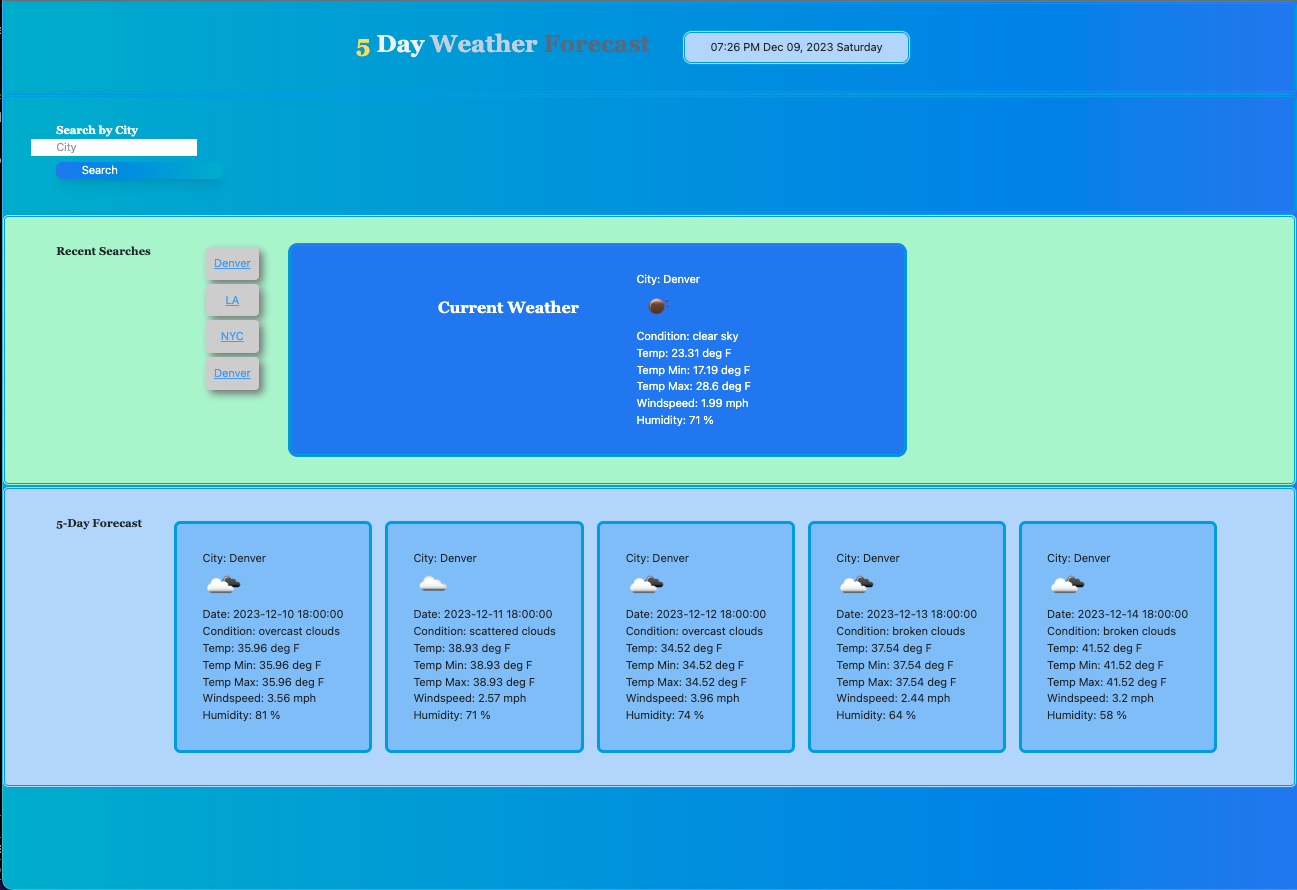 5 Day Weather Forecast
07:26 PM Dec 09, 2023 Saturday
Search by City
City
Search
Recent Searches
Denver
LA
NYC
Denver
Current Weather
City: Denver
Condition: clear sky
Temp: 23.31 deg F
Temp Min: 17.19 deg F
Temp Max: 28.6 deg F
Windspeed: 1.99 mph
Humidity: 71 %
5-Day Forecast
City: Denver
Date: 2023-12-10 18:00:00
Condition: overcast clouds
Temp: 35.96 deg F
Temp Min: 35.96 deg F
Temp Max: 35.96 deg F
Windspeed: 3.56 mph
Humidity: 81 %
City: Denver
Date: 2023-12-11 18:00:00
Condition: scattered clouds
Temp: 38.93 deg F
Temp Min: 38.93 deg F
Temp Max: 38.93 deg F
Windspeed: 2.57 mph
Humidity: 71 %
City: Denver
Date: 2023-12-12 18:00:00
Condition: overcast clouds
Temp: 34.52 deg F
Temp Min: 34.52 deg F
Temp Max: 34.52 deg F
Windspeed: 3.96 mph
Humidity: 74 %
City: Denver
Date: 2023-12-13 18:00:00
Condition: broken clouds
Temp: 37.54 deg F
Temp Min: 37.54 deg F
Temp Max: 37.54 deg F
Windspeed: 2.44 mph
Humidity: 64 %
City: Denver
Date: 2023-12-14 18:00:00
Condition: broken clouds
Temp: 41.52 deg F
Temp Min: 41.52 deg F
Temp Max: 41.52 deg F
Windspeed: 3.2 mph
Humidity: 58 %